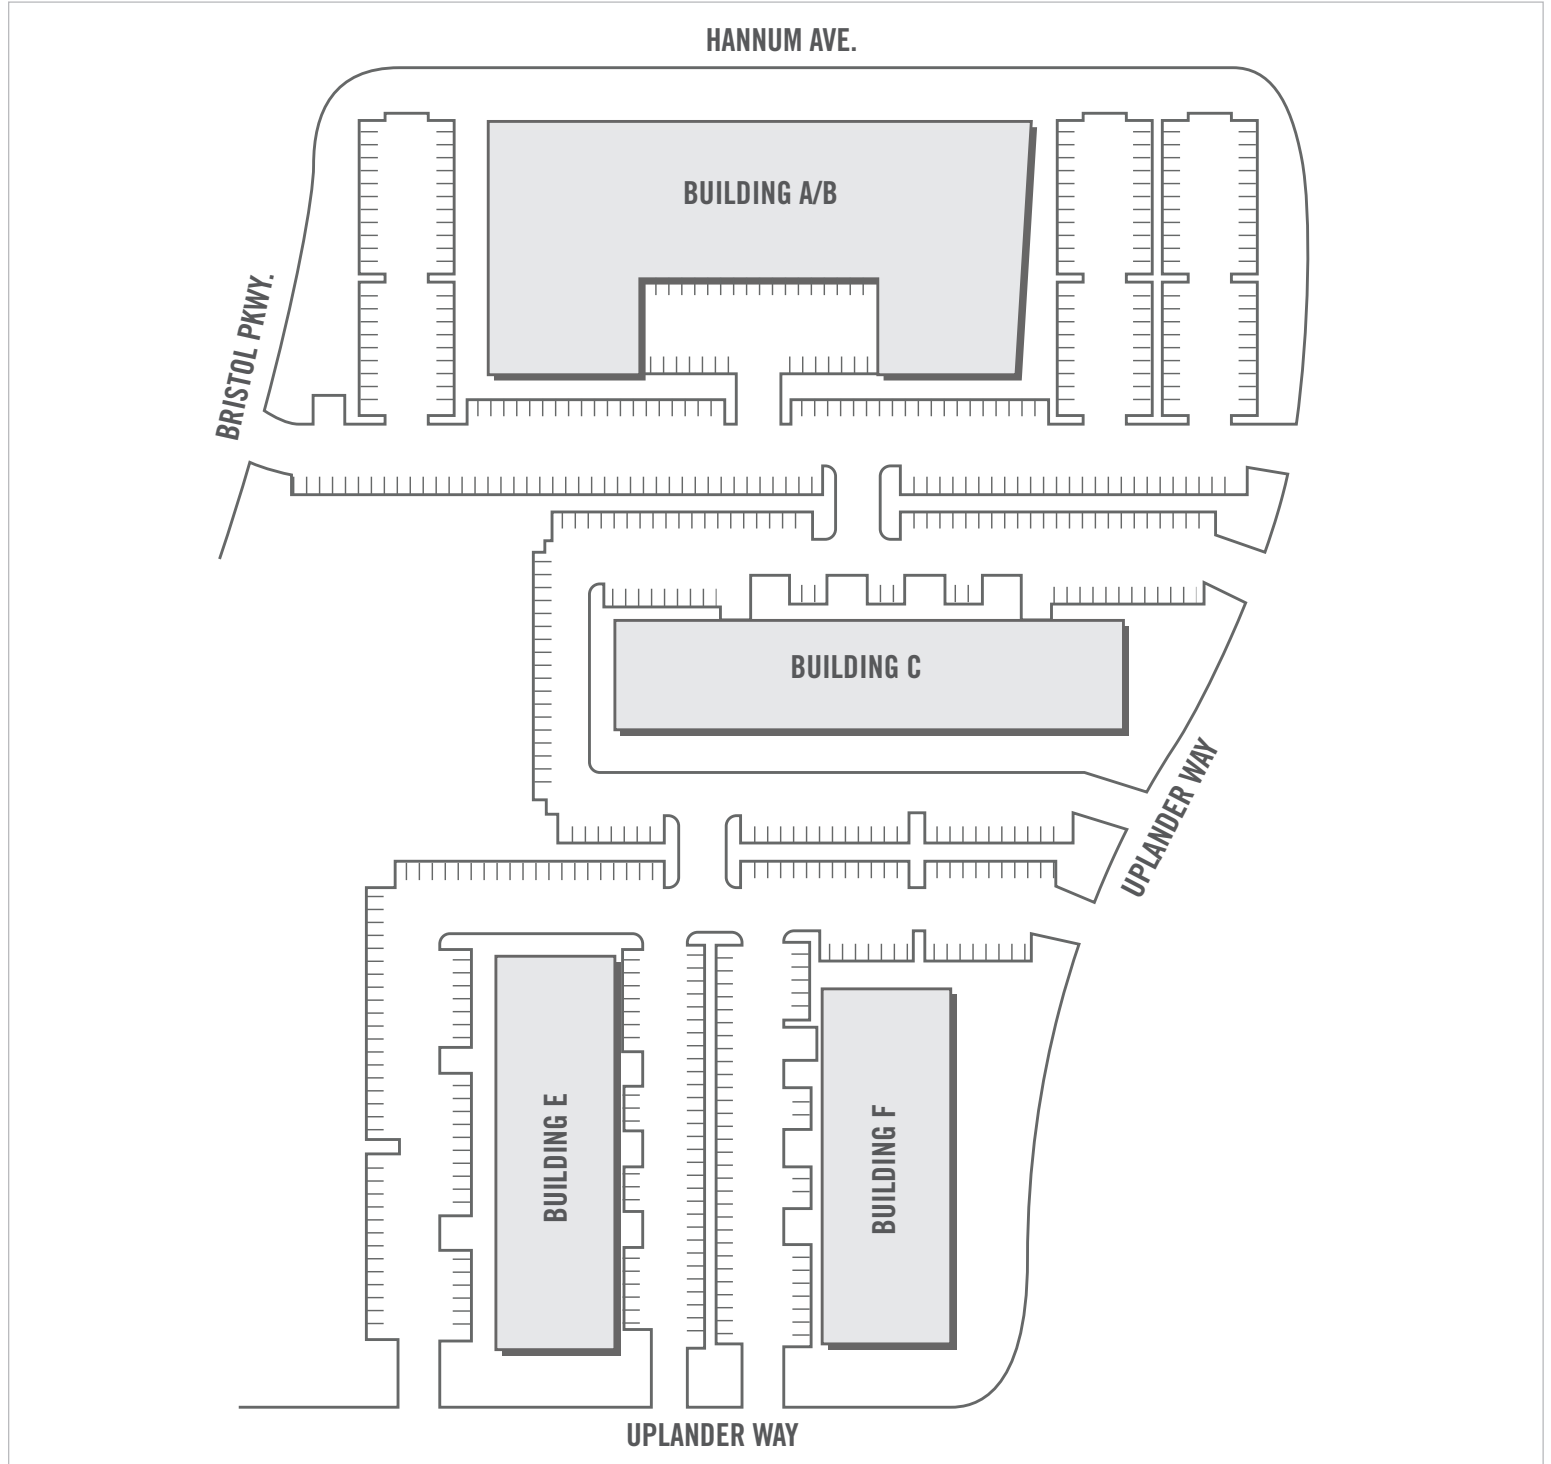 HANNUM AVE.
BUILDING A/B
BRISTOL PKWY.
BUILDING C
UPLANDER WAY
BUILDING E
BUILDING F
UPLANDER WAY